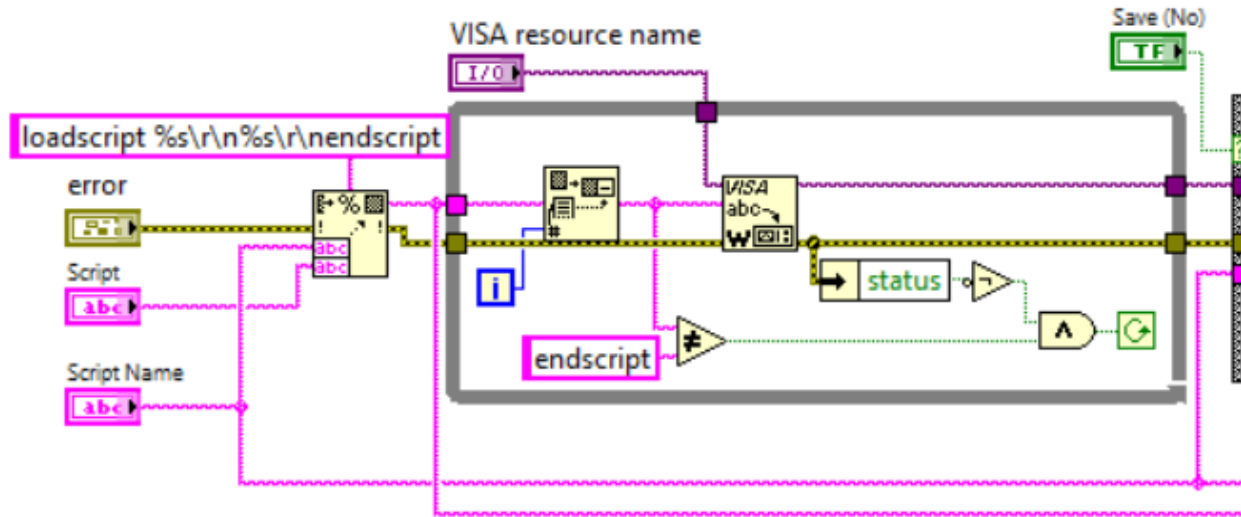 Save (No)
TF
VISA resource name
I/O
loadscript %s\r\n%s\r\nendscript
error
%
!
!
abc
abc
#
VISA
abc
W
Script
abc
i
status
endscript
Script Name
abc